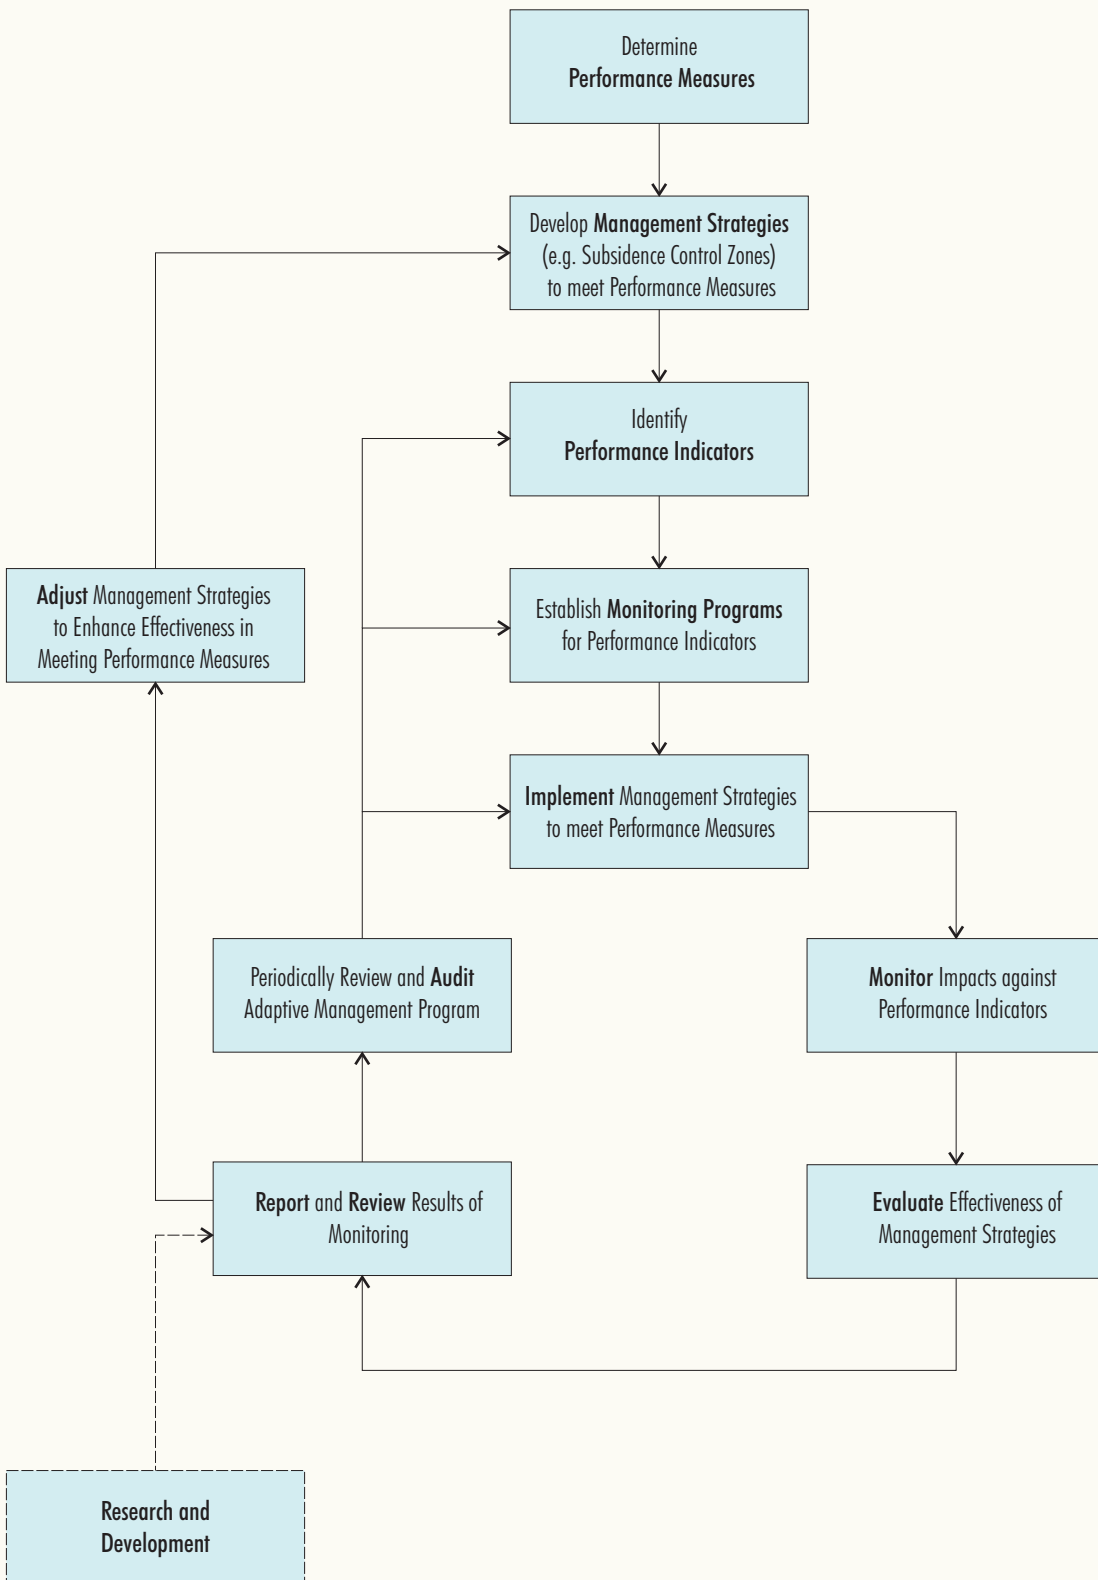 Determine
Performance Measures
Develop Management Strategies
(e.g. Subsidence Control Zones)
to meet Performance Measures
Identify
Performance Indicators
Adjust Management Strategies
to Enhance Effectiveness in
Meeting Performance Measures
Establish Monitoring Programs
for Performance Indicators
Implement Management Strategies
to meet Performance Measures
Periodically Review and Audit
Adaptive Management Program
Monitor Impacts against
Performance Indicators
Report and Review Results of
Monitoring
Evaluate Effectiveness of
Management Strategies
Research and
Development